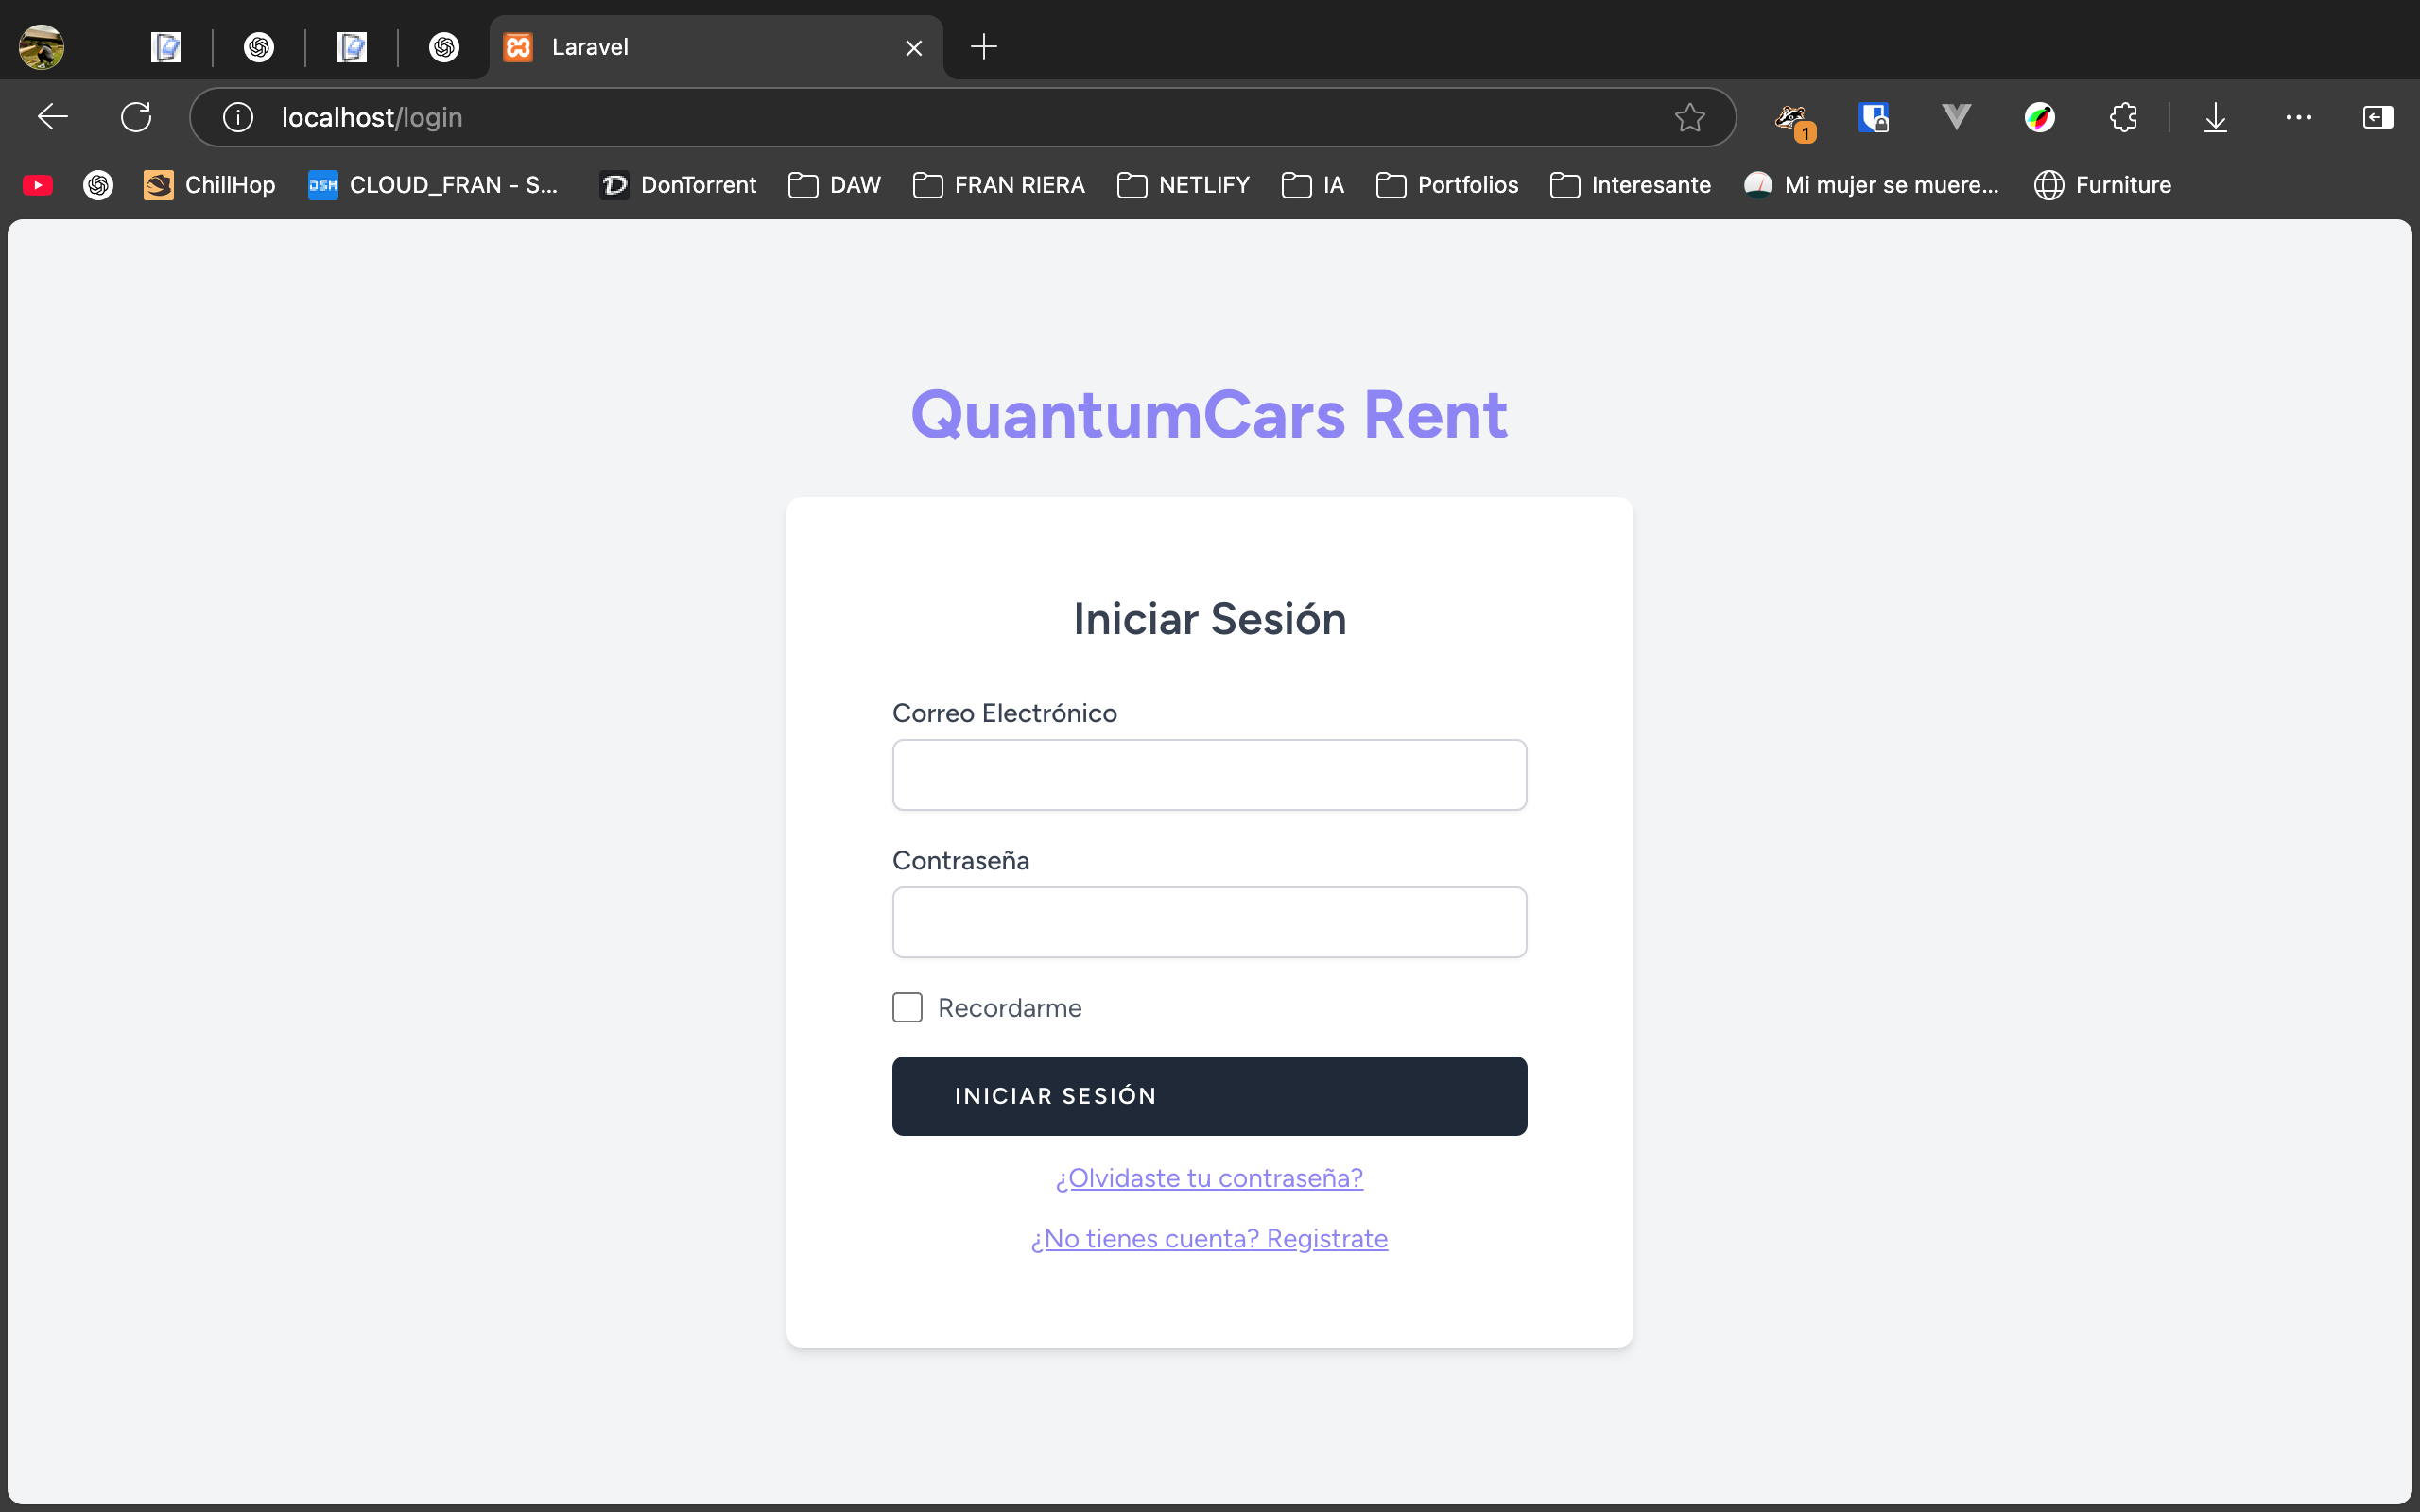 Laravel
localhost/login
1
ChillHop
DSM CLOUD_FRAN - S...
DonTorrent
DAW
FRAN RIERA
NETLIFY
IA
Portfolios
Interesante
Mi mujer se muere...
Furniture
QuantumCars Rent
Iniciar Sesión
Correo Electrónico
Contraseña
Recordarme
INICIAR SESIÓN
¿Olvidaste tu contraseña?
¿No tienes cuenta? Registrate